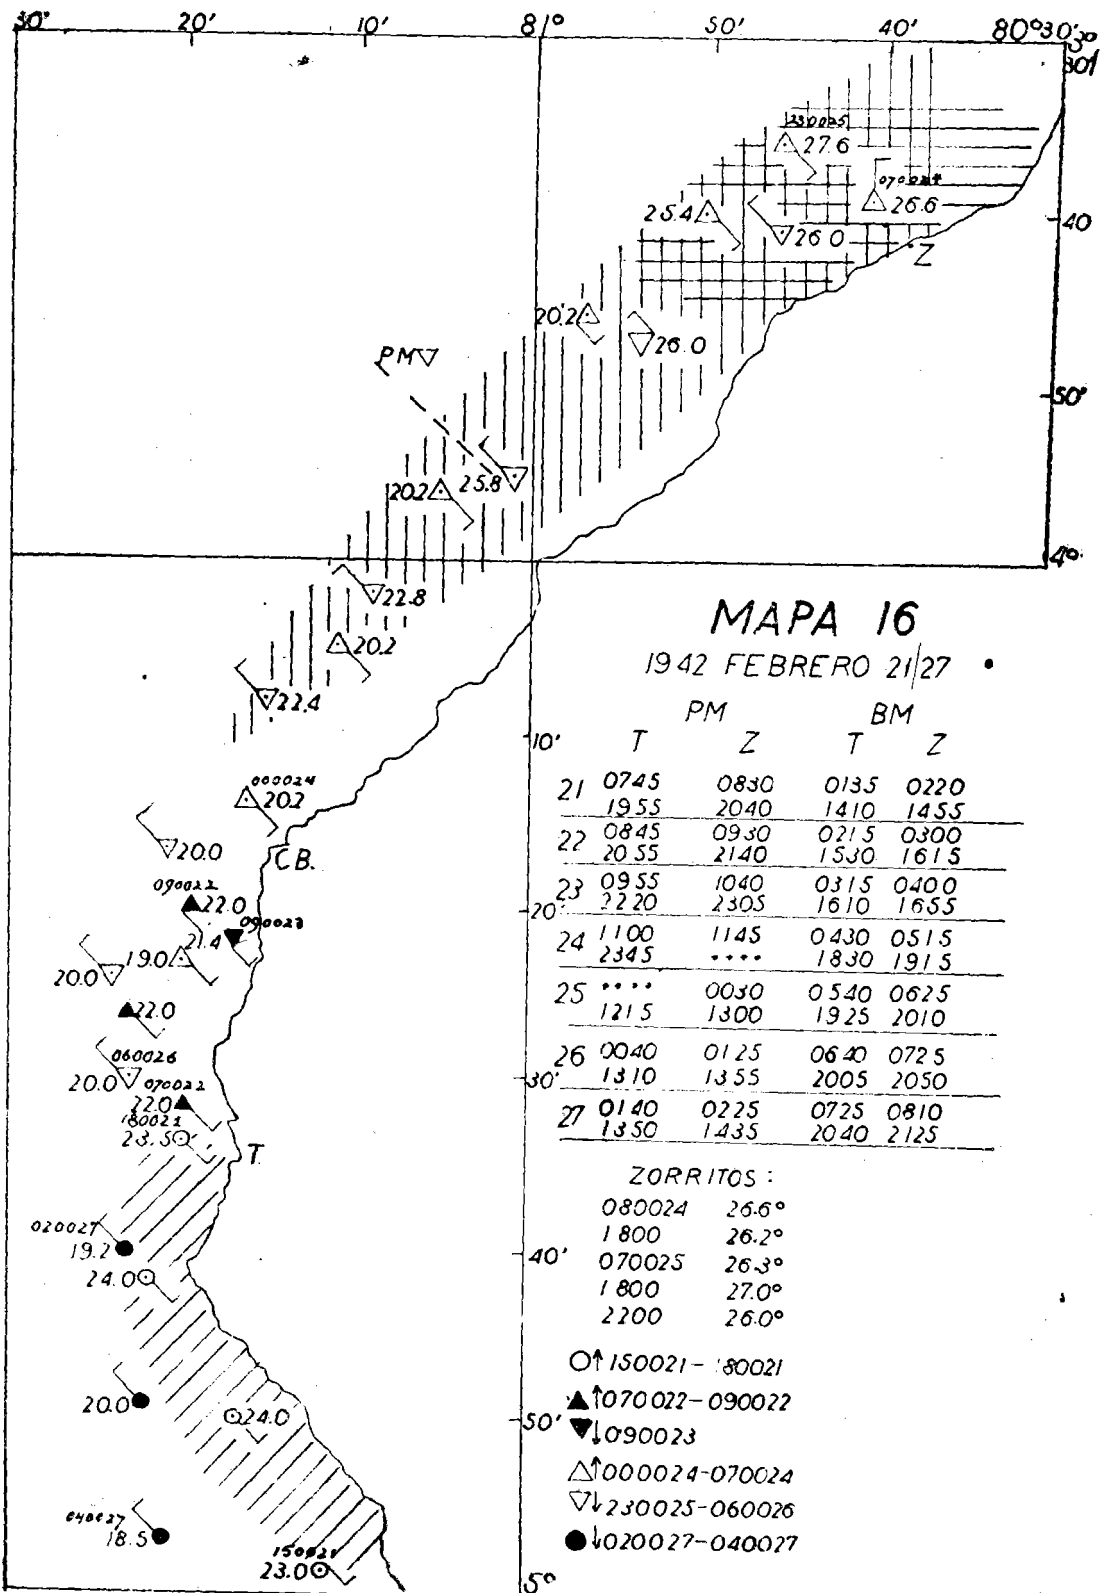 30' 20' 10' 81° 50' 40' 80°30' 3°
30'
230025
27.6
070024
26.6
25.4
26.0
40
Z
20.2
26.0
PM
50'
25.8
20.2
4°
22.8
20.2
22.4
MAPA 16
1942 FEBRERO 21/27
PM BM
T Z T Z
10'
21 0745 0830 0135 0220
1955 2040 1410 1455
22 0845 0930 0215 0300
2055 2140 1530 1615
23 0955 1040 0315 0400
2220 2305 1610 1655
24 1100 1145 0430 0515
2345 •••• 1830 1915
25 •••• 0030 0540 0625
1215 1300 1925 2010
26 0040 0125 0640 0725
1310 1355 2005 2050
27 0140 0225 0725 0810
1350 1435 2040 2125
000024
20.2
20.0
C.B.
090022
22.0
20'
090023
21.4
19.0
20.0
22.0
060026
20.0
30'
070022
22.0
180021
23.5
T.
020027
19.2
24.0
40'
20.0
24.0
50'
040027
18.5
150021
23.0
5°
ZORRITOS:
080024 26.6°
1800 26.2°
070025 26.3°
1800 27.0°
2200 26.0°
○↑150021-180021
▲↑070022-090022
▼↓090023
△↑000024-070024
▽↓230025-060026
●↓020027-040027